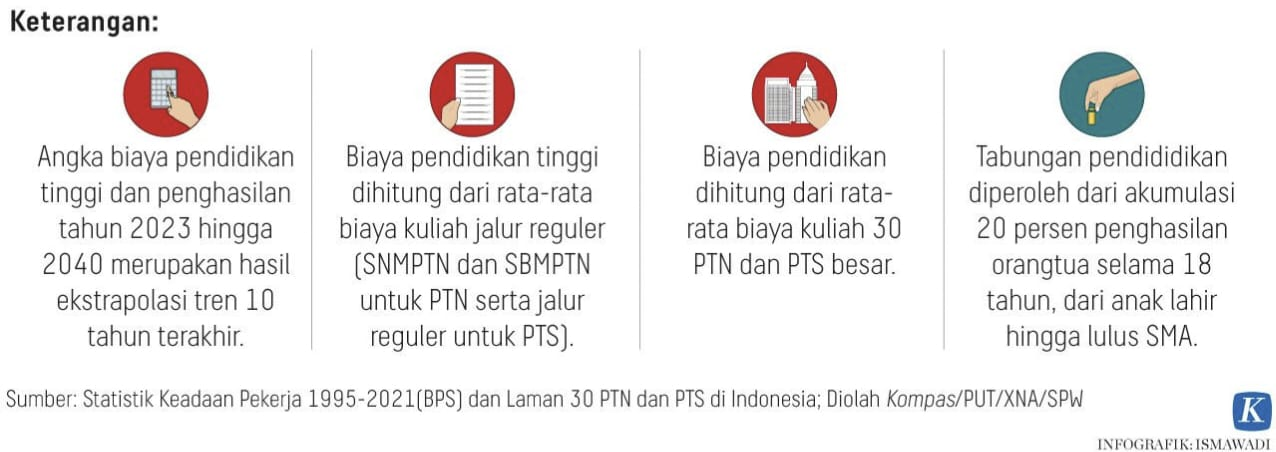 Keterangan:
Angka biaya pendidikan
tinggi dan penghasilan
tahun 2023 hingga
2040 merupakan hasil
ekstrapolasi tren 10
tahun terakhir.
Biaya pendidikan tinggi
dihitung dari rata-rata
biaya kuliah jalur reguler
(SNMPTN dan SBMPTN
untuk PTN serta jalur
reguler untuk PTS).
Biaya pendidikan
dihitung dari rata-
rata biaya kuliah 30
PTN dan PTS besar.
Tabungan pendididikan
diperoleh dari akumulasi
20 persen penghasilan
orangtua selama 18
tahun, dari anak lahir
hingga lulus SMA.
Sumber: Statistik Keadaan Pekerja 1995-2021(BPS) dan Laman 30 PTN dan PTS di Indonesia; Diolah Kompas/PUT/XNA/SPW
K
INFOGRAFIK: ISMAWADI